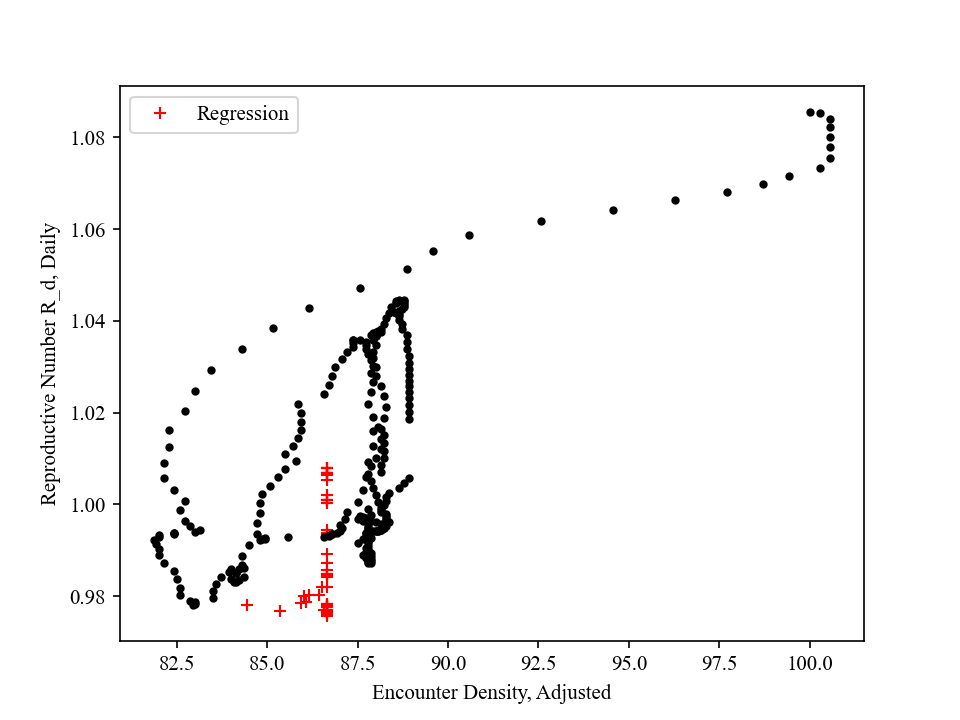 Regression
1.08
1.06
1.04
1.02
1.00
0.98
Reproductive Number R_d, Daily
82.5 85.0 87.5 90.0 92.5 95.0 97.5 100.0
Encounter Density, Adjusted